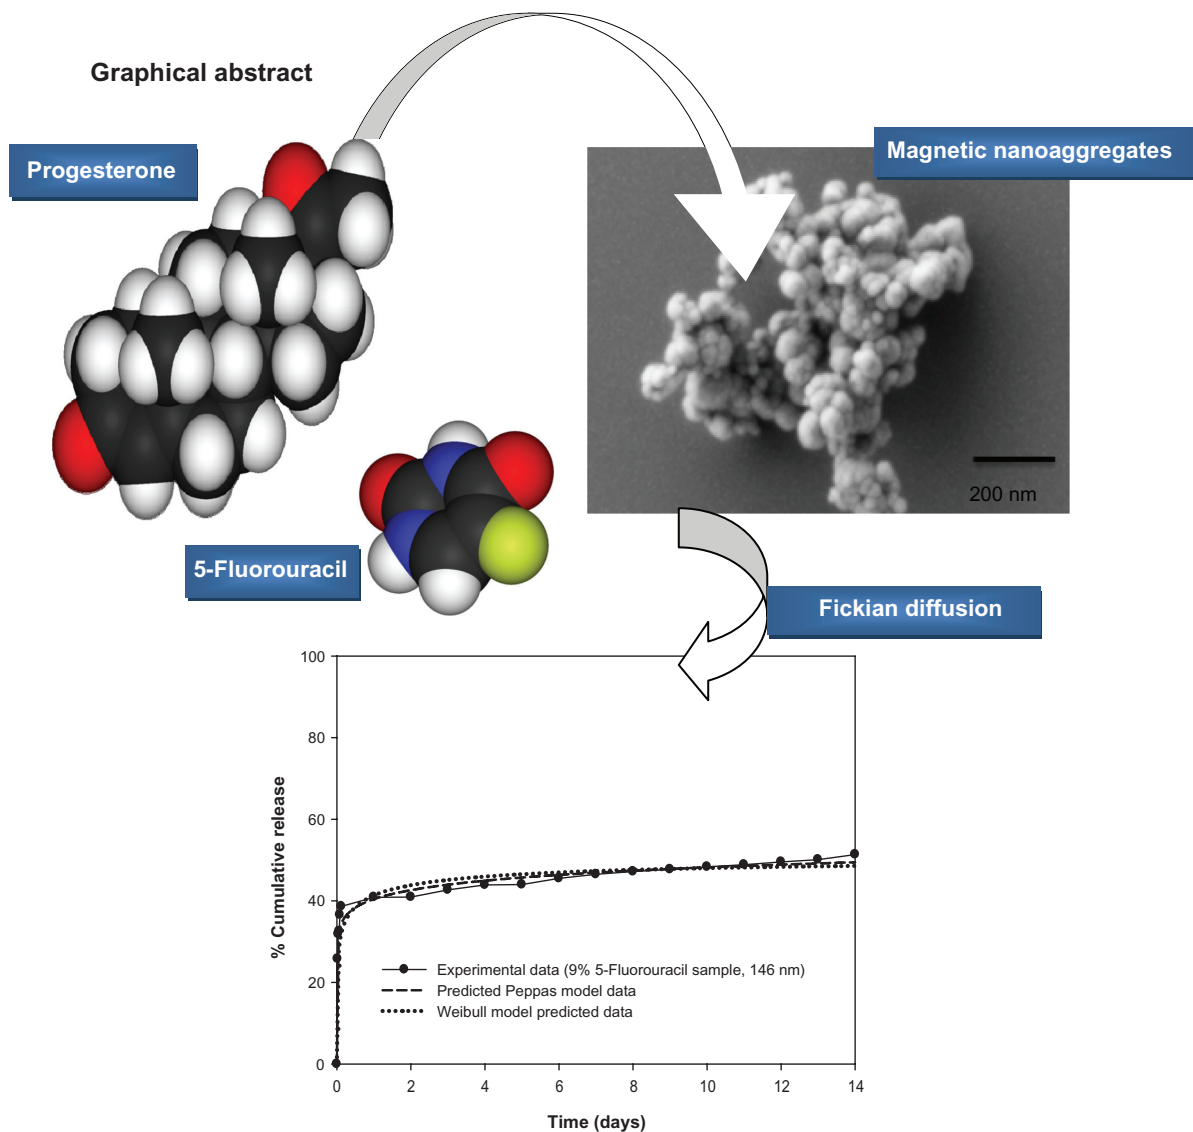 Graphical abstract
Progesterone
Magnetic nanoaggregates
200 nm
5-Fluorouracil
Fickian diffusion
100
80
60
40
20
0
% Cumulative release
Experimental data (9% 5-Fluorouracil sample, 146 nm)
Predicted Peppas model data
Weibull model predicted data
0 2 4 6 8 10 12 14
Time (days)